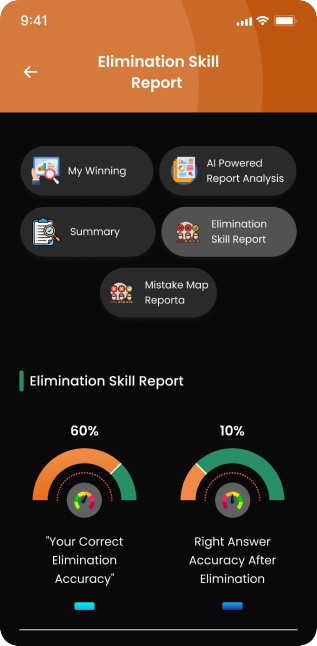 9:41
Elimination Skill
Report
My Winning
AI Powered
Report Analysis
Summary
Elimination
Skill Report
Mistake Map
Reporta
Elimination Skill Report
60%
10%
"Your Correct
Elimination
Accuracy"
Right Answer
Accuracy After
Elimination